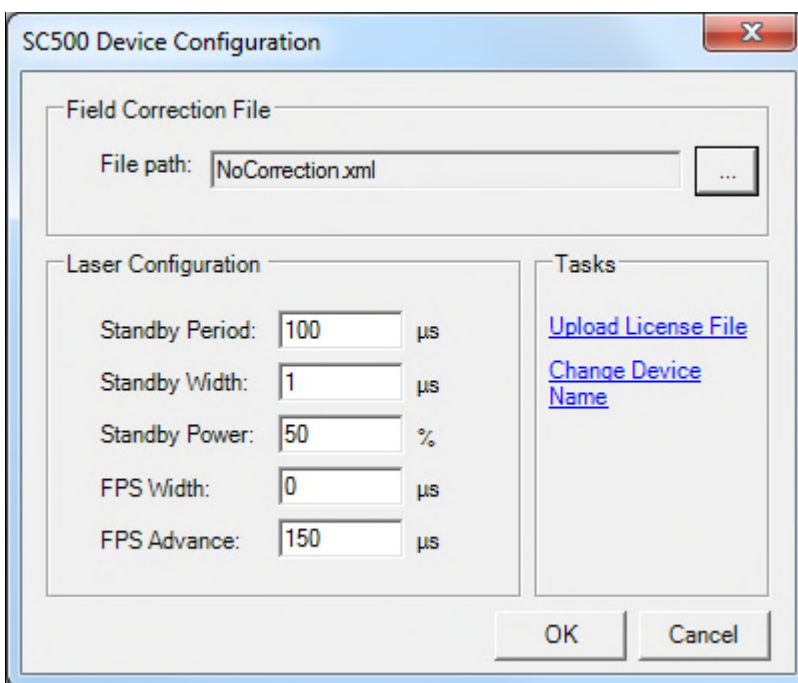 SC500 Device Configuration
Field Correction File
File path: NoCorrection.xml ...
Laser Configuration
Standby Period: 100 µs
Standby Width: 1 µs
Standby Power: 50 %
FPS Width: 0 µs
FPS Advance: 150 µs
Tasks
Upload License File
Change Device
Name
OK Cancel